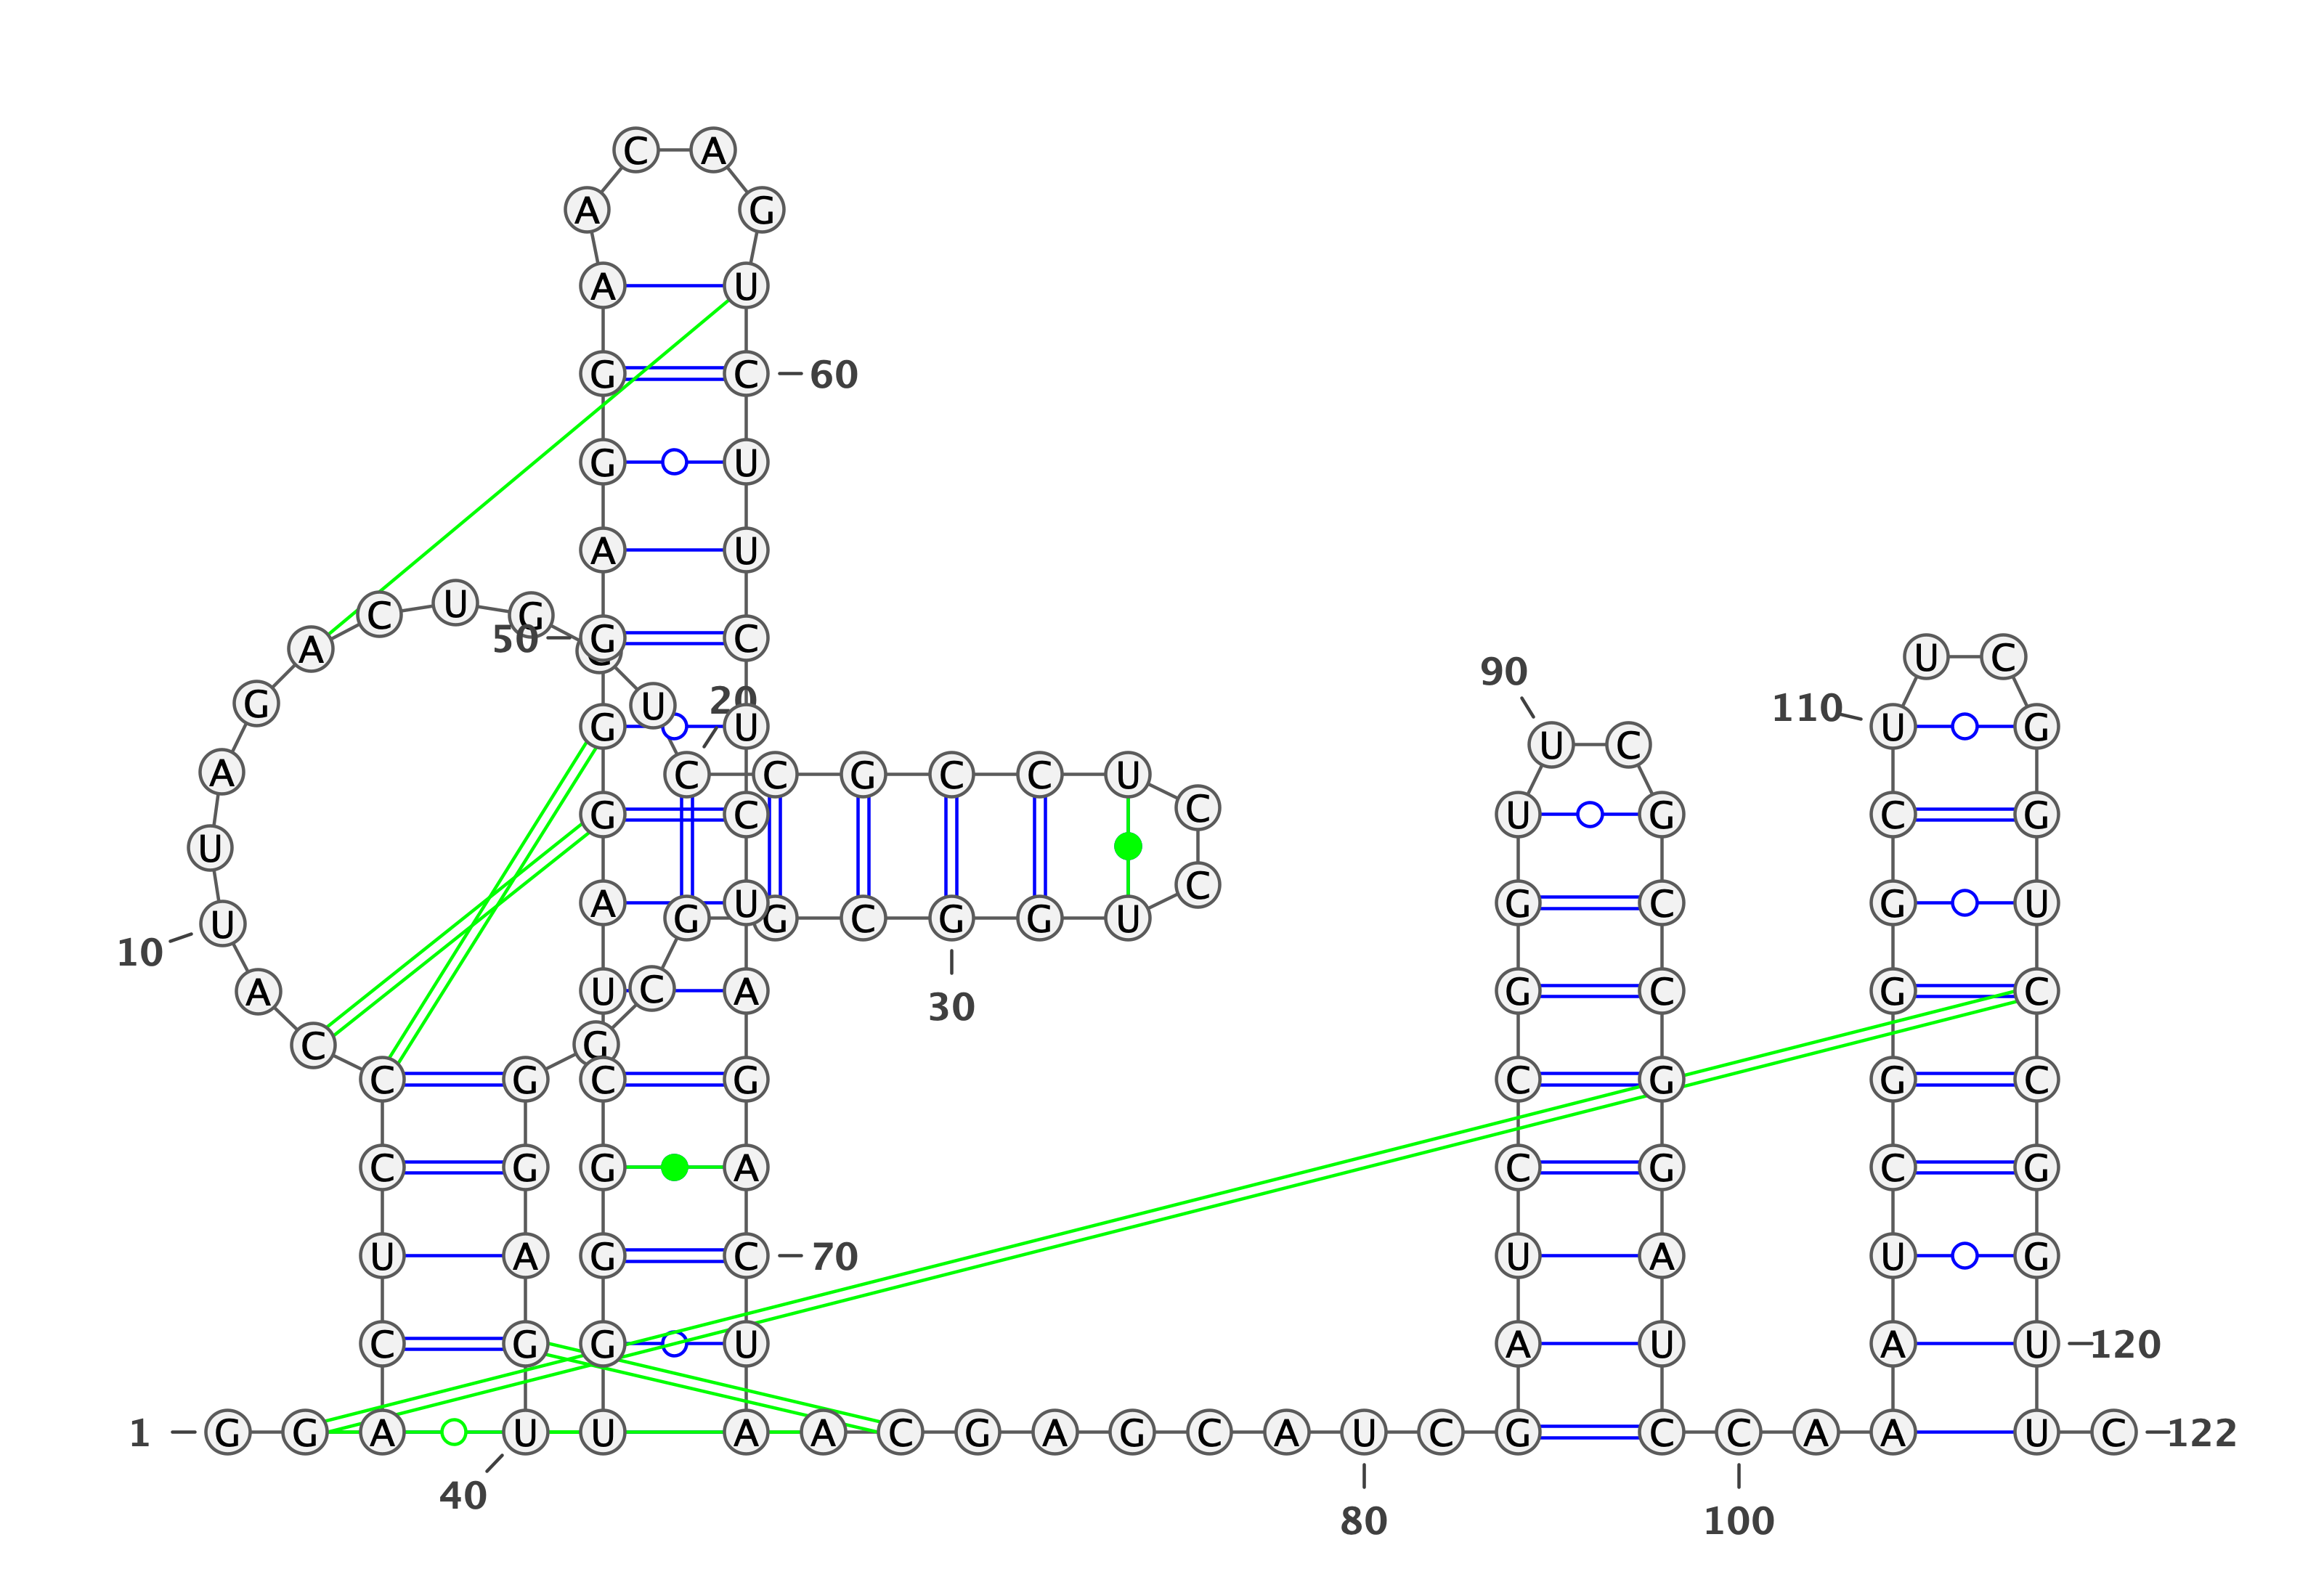 C A
A G
A U
G C 60
G U
A U
C U G
A 50 G C U C
90
G G U 20 U 110 U G
U C
A C C G C C U
C
G C U G C G
U
C
A U G C G U
U G G C G G U
10
A U C A G C G C
30
C G
C G C G C G G C
C G G A C G C G
U A G C 70 U A U G
C G G U A U A U 120
1 G G A U U A A C G A G C A U C G C C A A U C 122
40
80 100